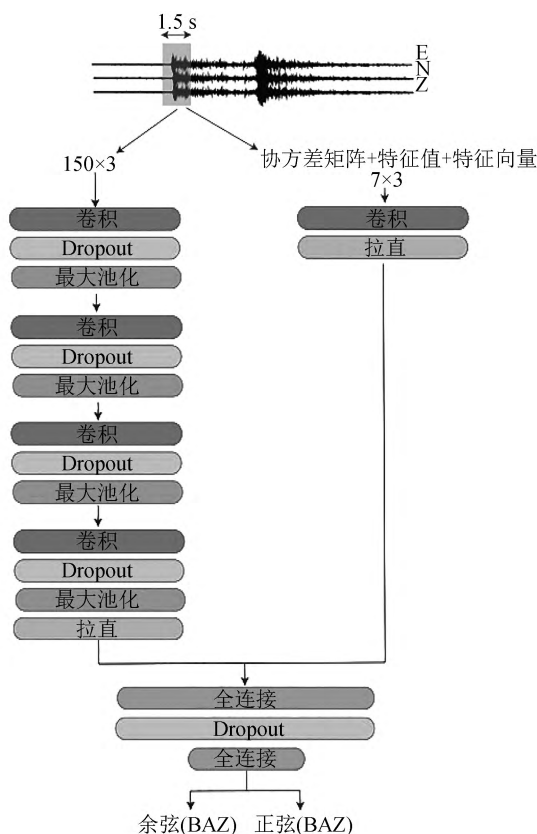 1.5 s
E
N
Z
150×3
协方差矩阵+特征值+特征向量
7×3
卷积
Dropout
最大池化
卷积
Dropout
最大池化
卷积
Dropout
最大池化
卷积
Dropout
最大池化
拉直
卷积
拉直
全连接
Dropout
全连接
余弦(BAZ)
正弦(BAZ)